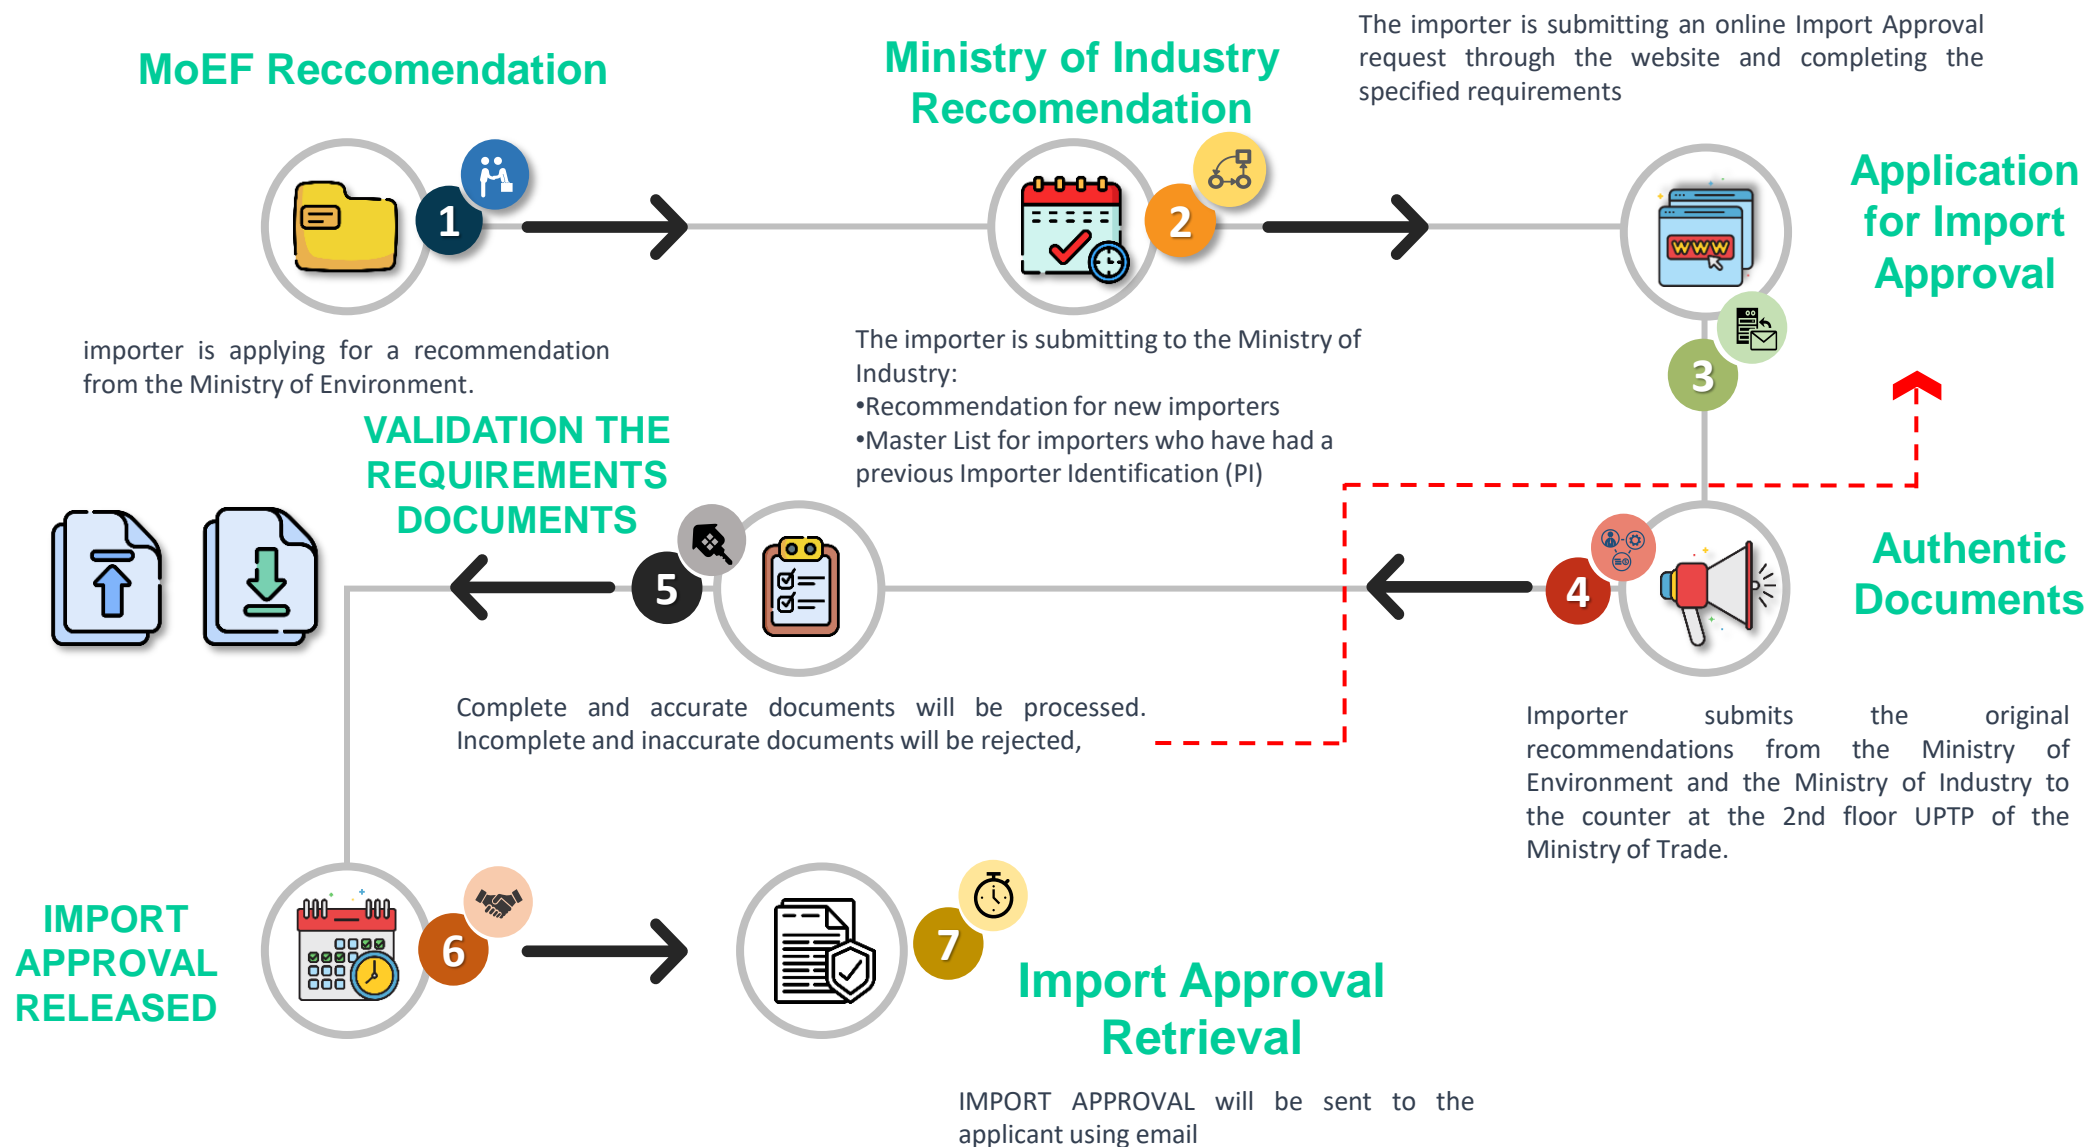 MoEF Reccomendation
1
importer is applying for a recommendation
from the Ministry of Environment.
Ministry of Industry
Reccomendation
2
The importer is submitting to the Ministry of
Industry:
•Recommendation for new importers
•Master List for importers who have had a
previous Importer Identification (PI)
The importer is submitting an online Import Approval
request through the website and completing the
specified requirements
WWW
Application
for Import
Approval
3
Authentic
Documents
4
Importer submits the original
recommendations from the Ministry of
Environment and the Ministry of Industry to
the counter at the 2nd floor UPTP of the
Ministry of Trade.
VALIDATION THE
REQUIREMENTS
DOCUMENTS
5
Complete and accurate documents will be processed.
Incomplete and inaccurate documents will be rejected,
IMPORT
APPROVAL
RELEASED
6
7
Import Approval
Retrieval
IMPORT APPROVAL will be sent to the
applicant using email